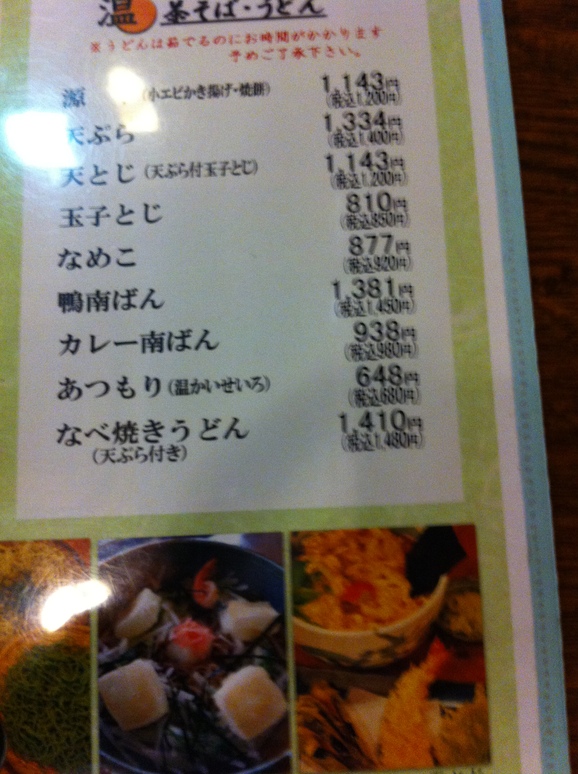 温 茶そば・うどん
※うどんは茹でるのにお時間がかかります
予めご了承下さい。
源 (小エビかき揚げ・焼餅) 1,143円
(税込1,200円)
天ぷら 1,334円
(税込1,400円)
天とじ (天ぷら付玉子とじ) 1,143円
(税込1,200円)
玉子とじ 810円
(税込850円)
なめこ 877円
(税込920円)
鴨南ばん 1,381円
(税込1,450円)
カレー南ばん 938円
(税込980円)
あつもり (温かいせいろ) 648円
(税込680円)
なべ焼きうどん 1,410円
(天ぷら付き) (税込1,480円)